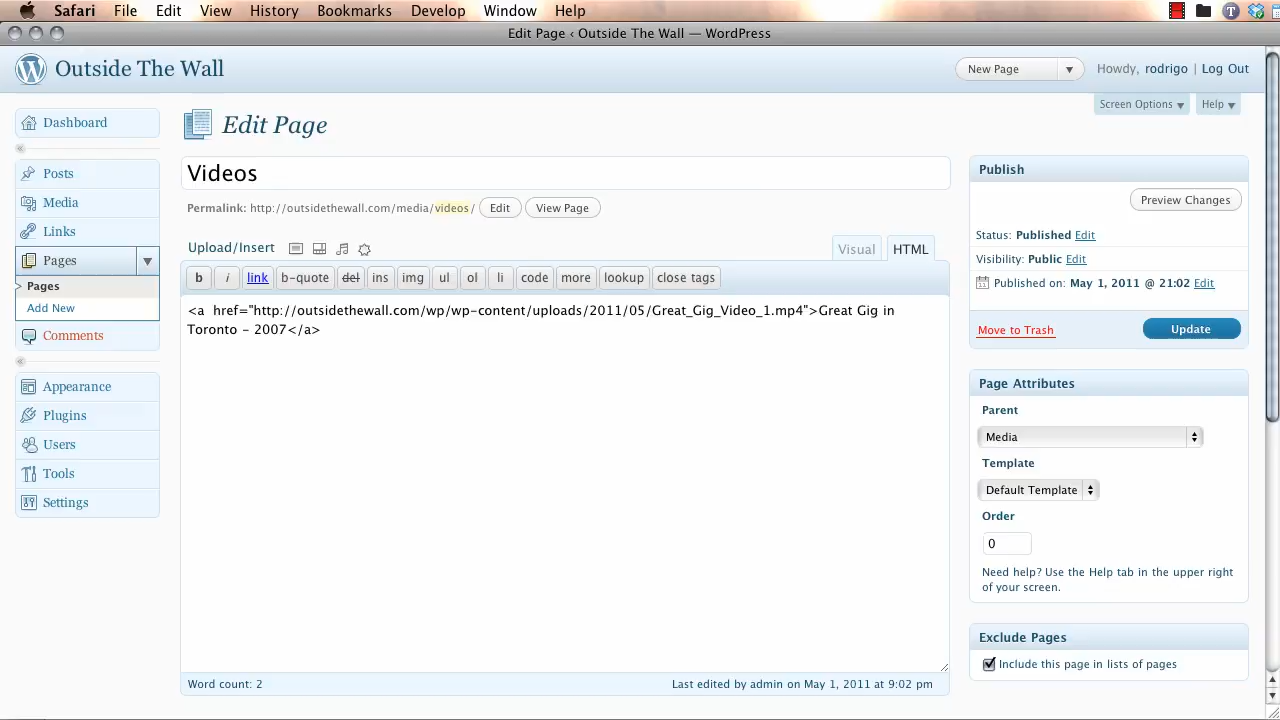 Safari File Edit View History Bookmarks Develop Window Help
Edit Page ‹ Outside The Wall — WordPress
Outside The Wall
New Page
Howdy, rodrigo | Log Out
Screen Options
Help
Dashboard
Posts
Media
Links
Pages
Pages
Add New
Comments
Appearance
Plugins
Users
Tools
Settings
Edit Page
Videos
Permalink: http://outsidethewall.com/media/videos/ Edit View Page
Upload/Insert
Visual HTML
b i link b-quote del ins img ul ol li code more lookup close tags
<a  href="http://outsidethewall.com/wp/wp-content/uploads/2011/05/Great_Gig_Video_1.mp4">Great Gig in
Toronto - 2007</a>
Word count: 2
Last edited by admin on May 1, 2011 at 9:02 pm
Publish
Preview Changes
Status: Published Edit
Visibility: Public Edit
Published on: May 1, 2011 @ 21:02 Edit
Move to Trash
Update
Page Attributes
Parent
Media
Template
Default Template
Order
0
Need help? Use the Help tab in the upper right
of your screen.
Exclude Pages
Include this page in lists of pages